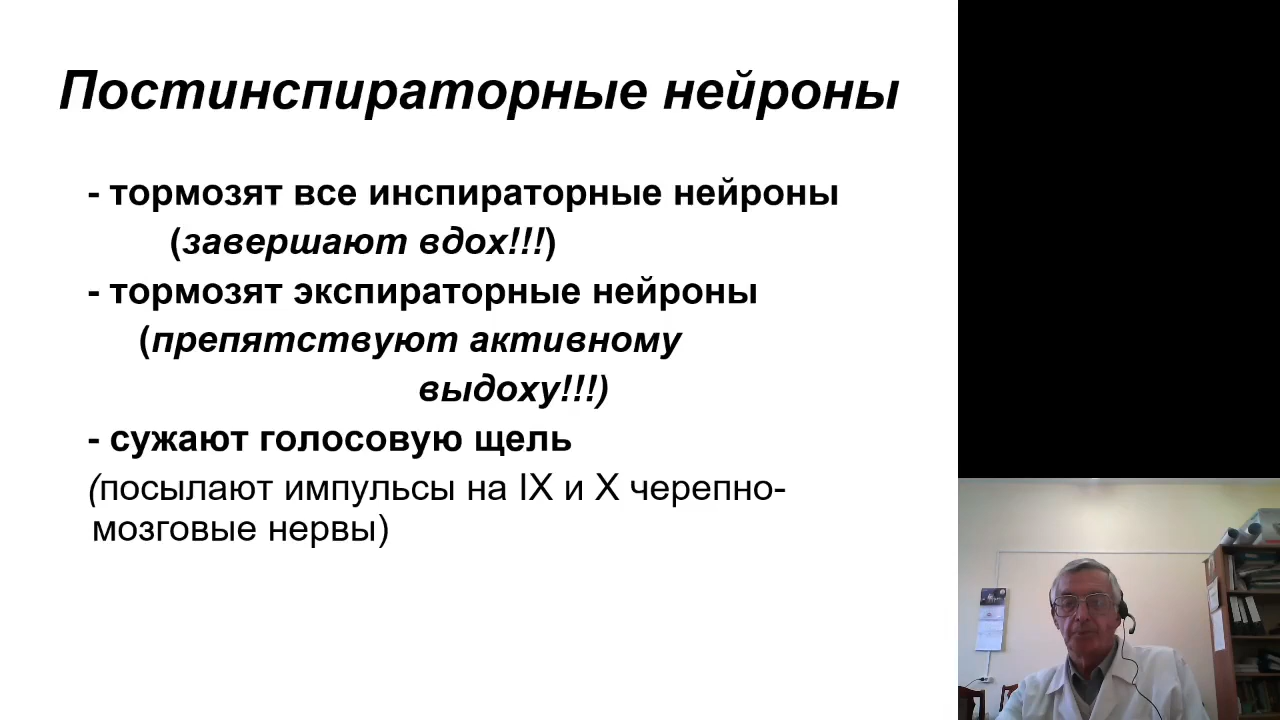 Постинспираторные нейроны
- тормозят все инспираторные нейроны
(завершают вдох!!!)
- тормозят экспираторные нейроны
(препятствуют активному
выдоху!!!)
- сужают голосовую щель
(посылают импульсы на IX и X черепно-
мозговые нервы)